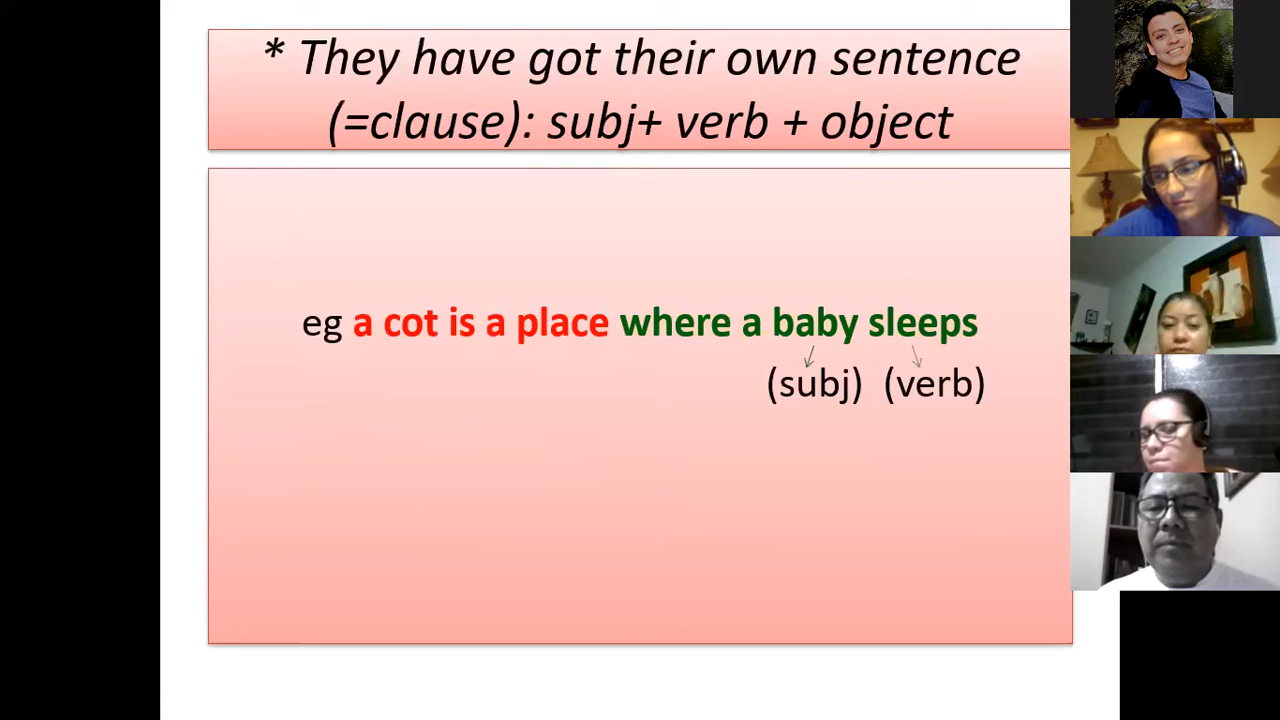 * They have got their own sentence
(=clause): subj+ verb + object
eg a cot is a place where a baby sleeps
(subj) (verb)